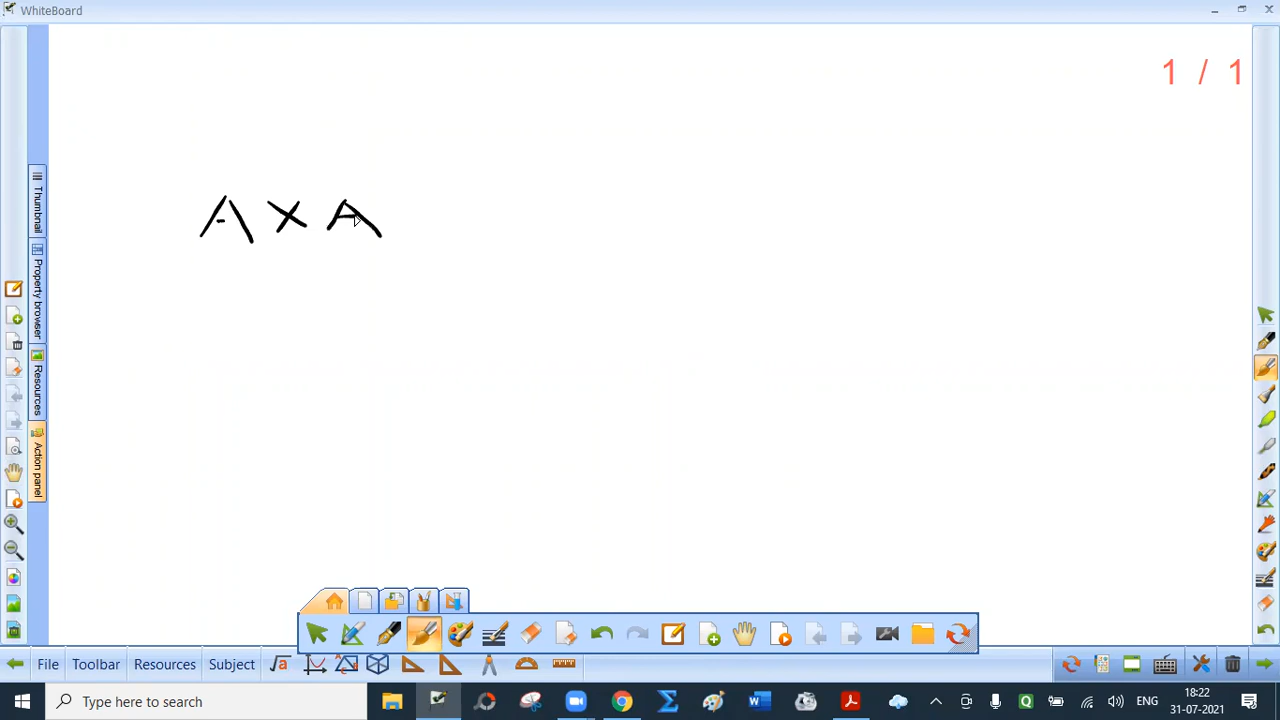 WhiteBoard
1 / 1
Thumbnail
Property browser
Resources
Action panel
A X A
File Toolbar Resources Subject
Type here to search
ENG
18:22
31-07-2021